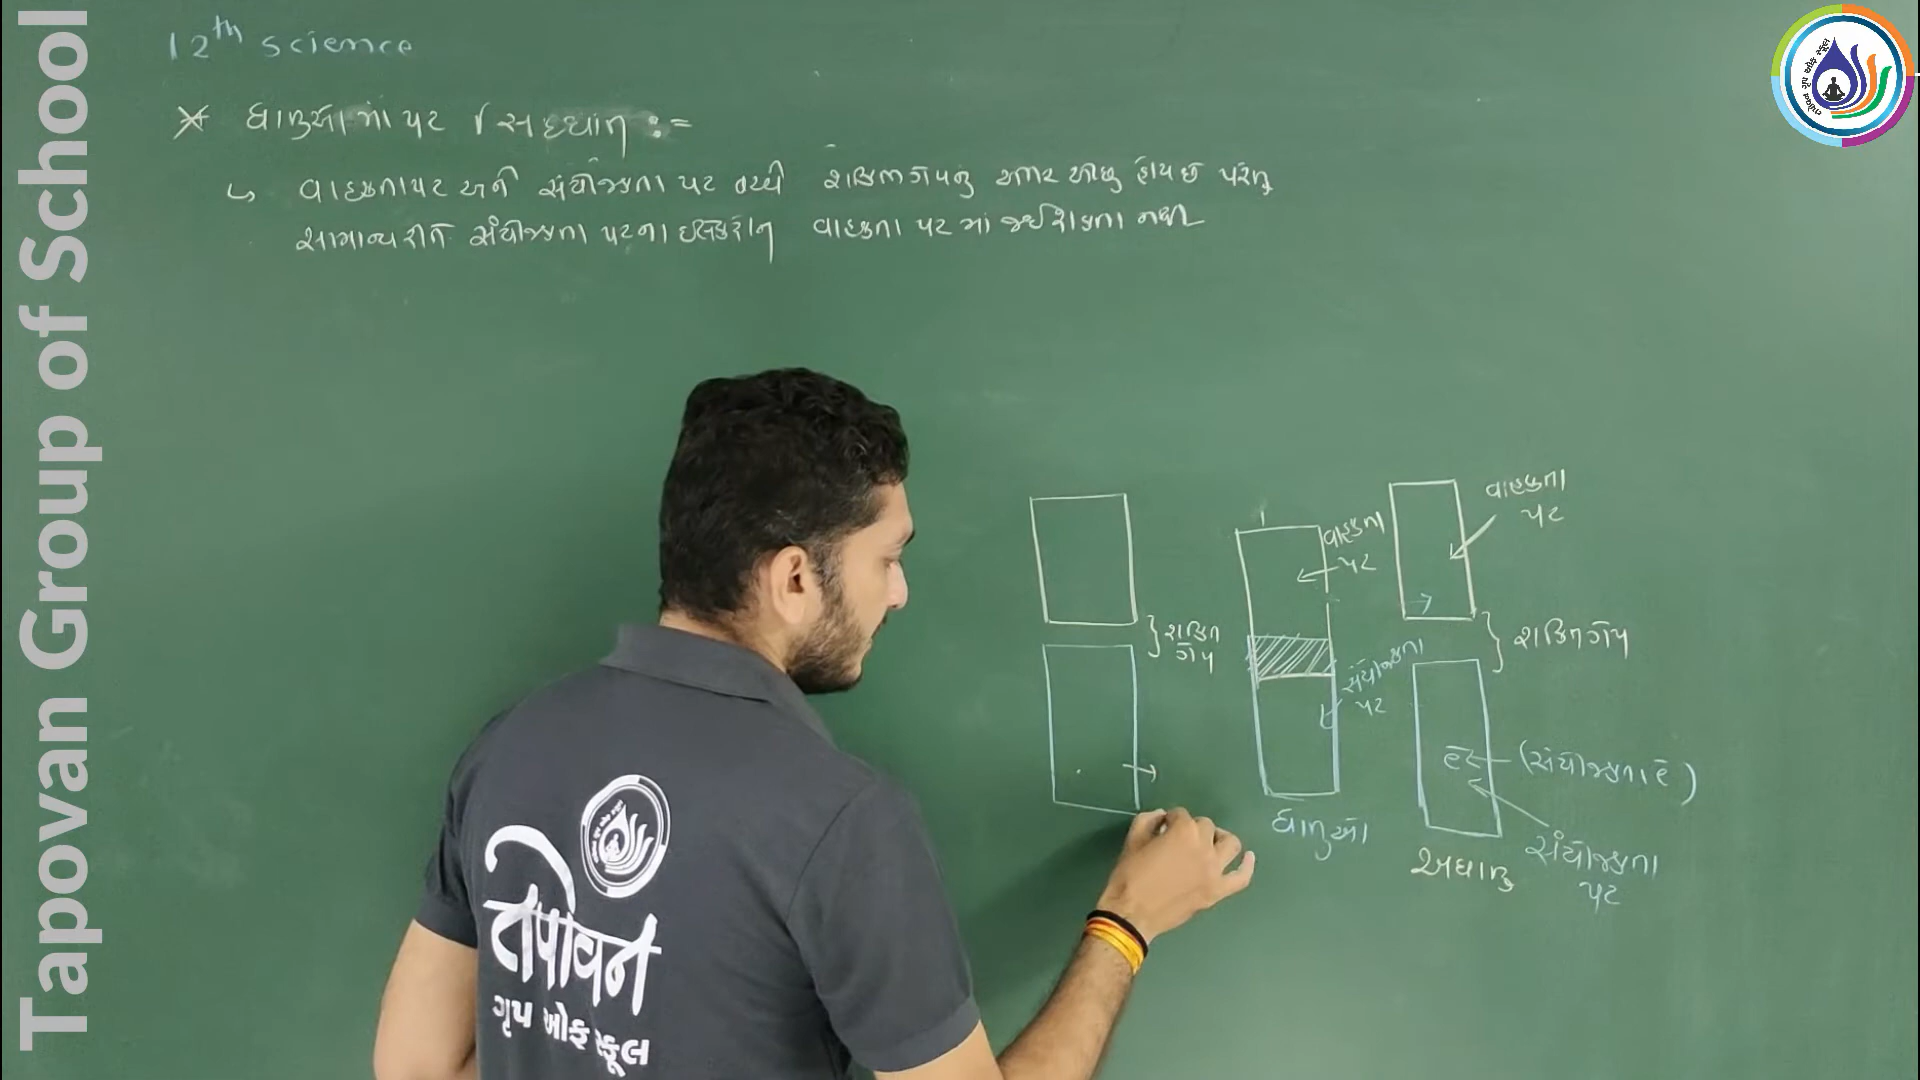 Tapovan Group of School
12th science
* ધાતુઓમાં પટ સિદ્ધાંત :=
↳ વાહકતા પટ અને સંયોજકતા પટ વચ્ચે શક્તિગેપનું અંતર ઓછુ હોય છે પરંતુ
સામાન્ય રીતે સંયોજકતા પટના ઇલેક્ટ્રોન વાહકતા પટ માં જઈ શકતા નથી
શક્તિ
ગેપ
વાહકતા
પટ
સંયોજકતા
પટ
ધાતુઓ
વાહકતા
પટ
શક્તિગેપ
e̅ ← (સંયોજકતા e̅)
સંયોજકતા
પટ
અધાતુ
તપોવન
ગૃપ ઓફ સ્કૂલ